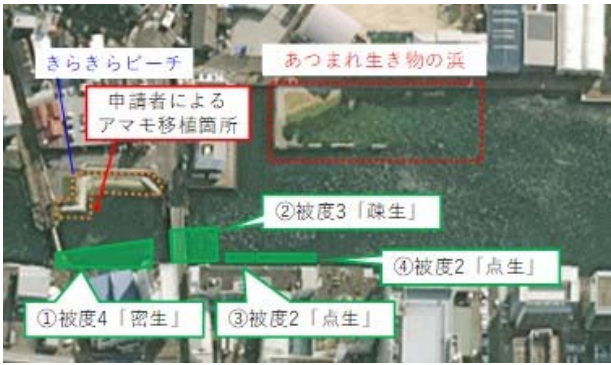 きらきらビーチ
あつまれ生き物の浜
申請者による
アマモ移植箇所
②被度3「疎生」
④被度2「点生」
①被度4「密生」
③被度2「点生」